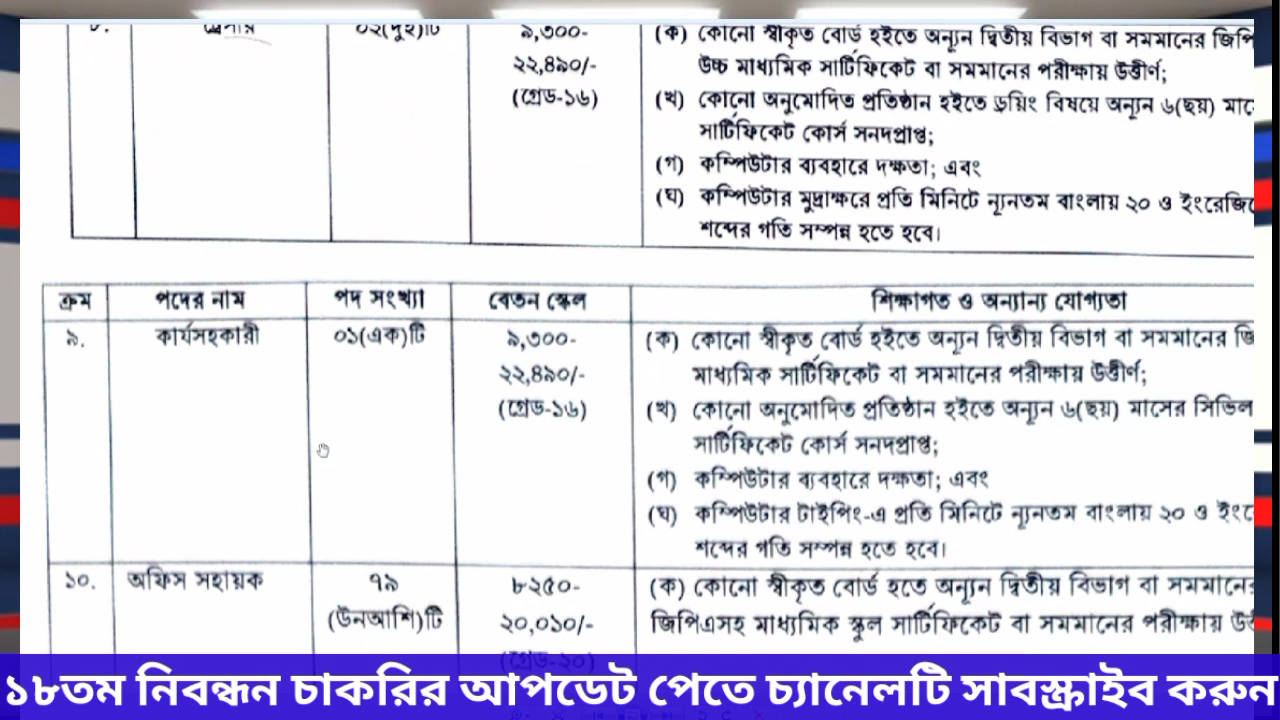 ৮.
০২(দুই)টি
৯,৩০০-
২২,৪৯০/-
(গ্রেড-১৬)
(ক) কোনো স্বীকৃত বোর্ড হইতে অন্যূন দ্বিতীয় বিভাগ বা সমমানের জিপি
উচ্চ মাধ্যমিক সার্টিফিকেট বা সমমানের পরীক্ষায় উত্তীর্ণ;
(খ) কোনো অনুমোদিত প্রতিষ্ঠান হইতে ড্রয়িং বিষয়ে অন্যূন ৬(ছয়) মাসে
সার্টিফিকেট কোর্স সনদপ্রাপ্ত;
(গ) কম্পিউটার ব্যবহারে দক্ষতা; এবং
(ঘ) কম্পিউটার মুদ্রাক্ষরে প্রতি মিনিটে ন্যূনতম বাংলায় ২০ ও ইংরেজিতে
শব্দের গতি সম্পন্ন হতে হবে।
ক্রম পদের নাম পদ সংখ্যা বেতন স্কেল শিক্ষাগত ও অন্যান্য যোগ্যতা
৯. কার্যসহকারী ০১(এক)টি ৯,৩০০-
২২,৪৯০/-
(গ্রেড-১৬)
(ক) কোনো স্বীকৃত বোর্ড হইতে অন্যূন দ্বিতীয় বিভাগ বা সমমানের জি
মাধ্যমিক সার্টিফিকেট বা সমমানের পরীক্ষায় উত্তীর্ণ;
(খ) কোনো অনুমোদিত প্রতিষ্ঠান হইতে অন্যূন ৬(ছয়) মাসের সিভিল
সার্টিফিকেট কোর্স সনদপ্রাপ্ত;
(গ) কম্পিউটার ব্যবহারে দক্ষতা; এবং
(ঘ) কম্পিউটার টাইপিং-এ প্রতি মিনিটে ন্যূনতম বাংলায় ২০ ও ইংরে
শব্দের গতি সম্পন্ন হতে হবে।
১০. অফিস সহায়ক ৭৯
(উনআশি)টি
৮২৫০-
২০,০১০/-
(গ্রেড-২০)
(ক) কোনো স্বীকৃত বোর্ড হতে অন্যূন দ্বিতীয় বিভাগ বা সমমানের
জিপিএসহ মাধ্যমিক স্কুল সার্টিফিকেট বা সমমানের পরীক্ষায় উত্ত
১৮তম নিবন্ধন চাকরির আপডেট পেতে চ্যানেলটি সাবস্ক্রাইব করুন